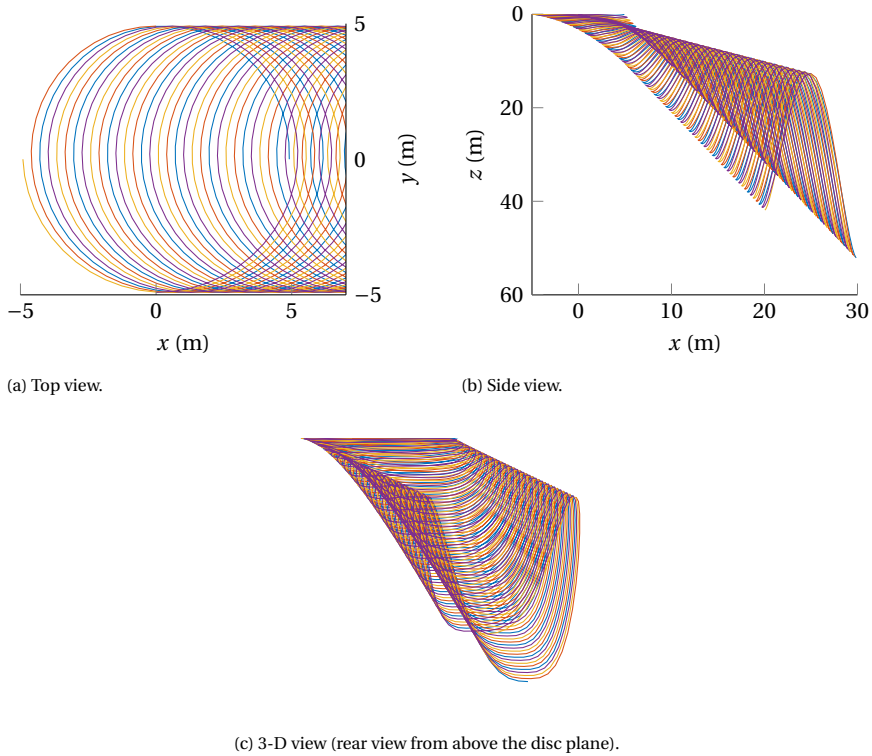 5
0
−5
y (m)
−5
0
5
x (m)
(a) Top view.
0
20
40
60
z (m)
0
10
20
30
x (m)
(b) Side view.
(c) 3-D view (rear view from above the disc plane).